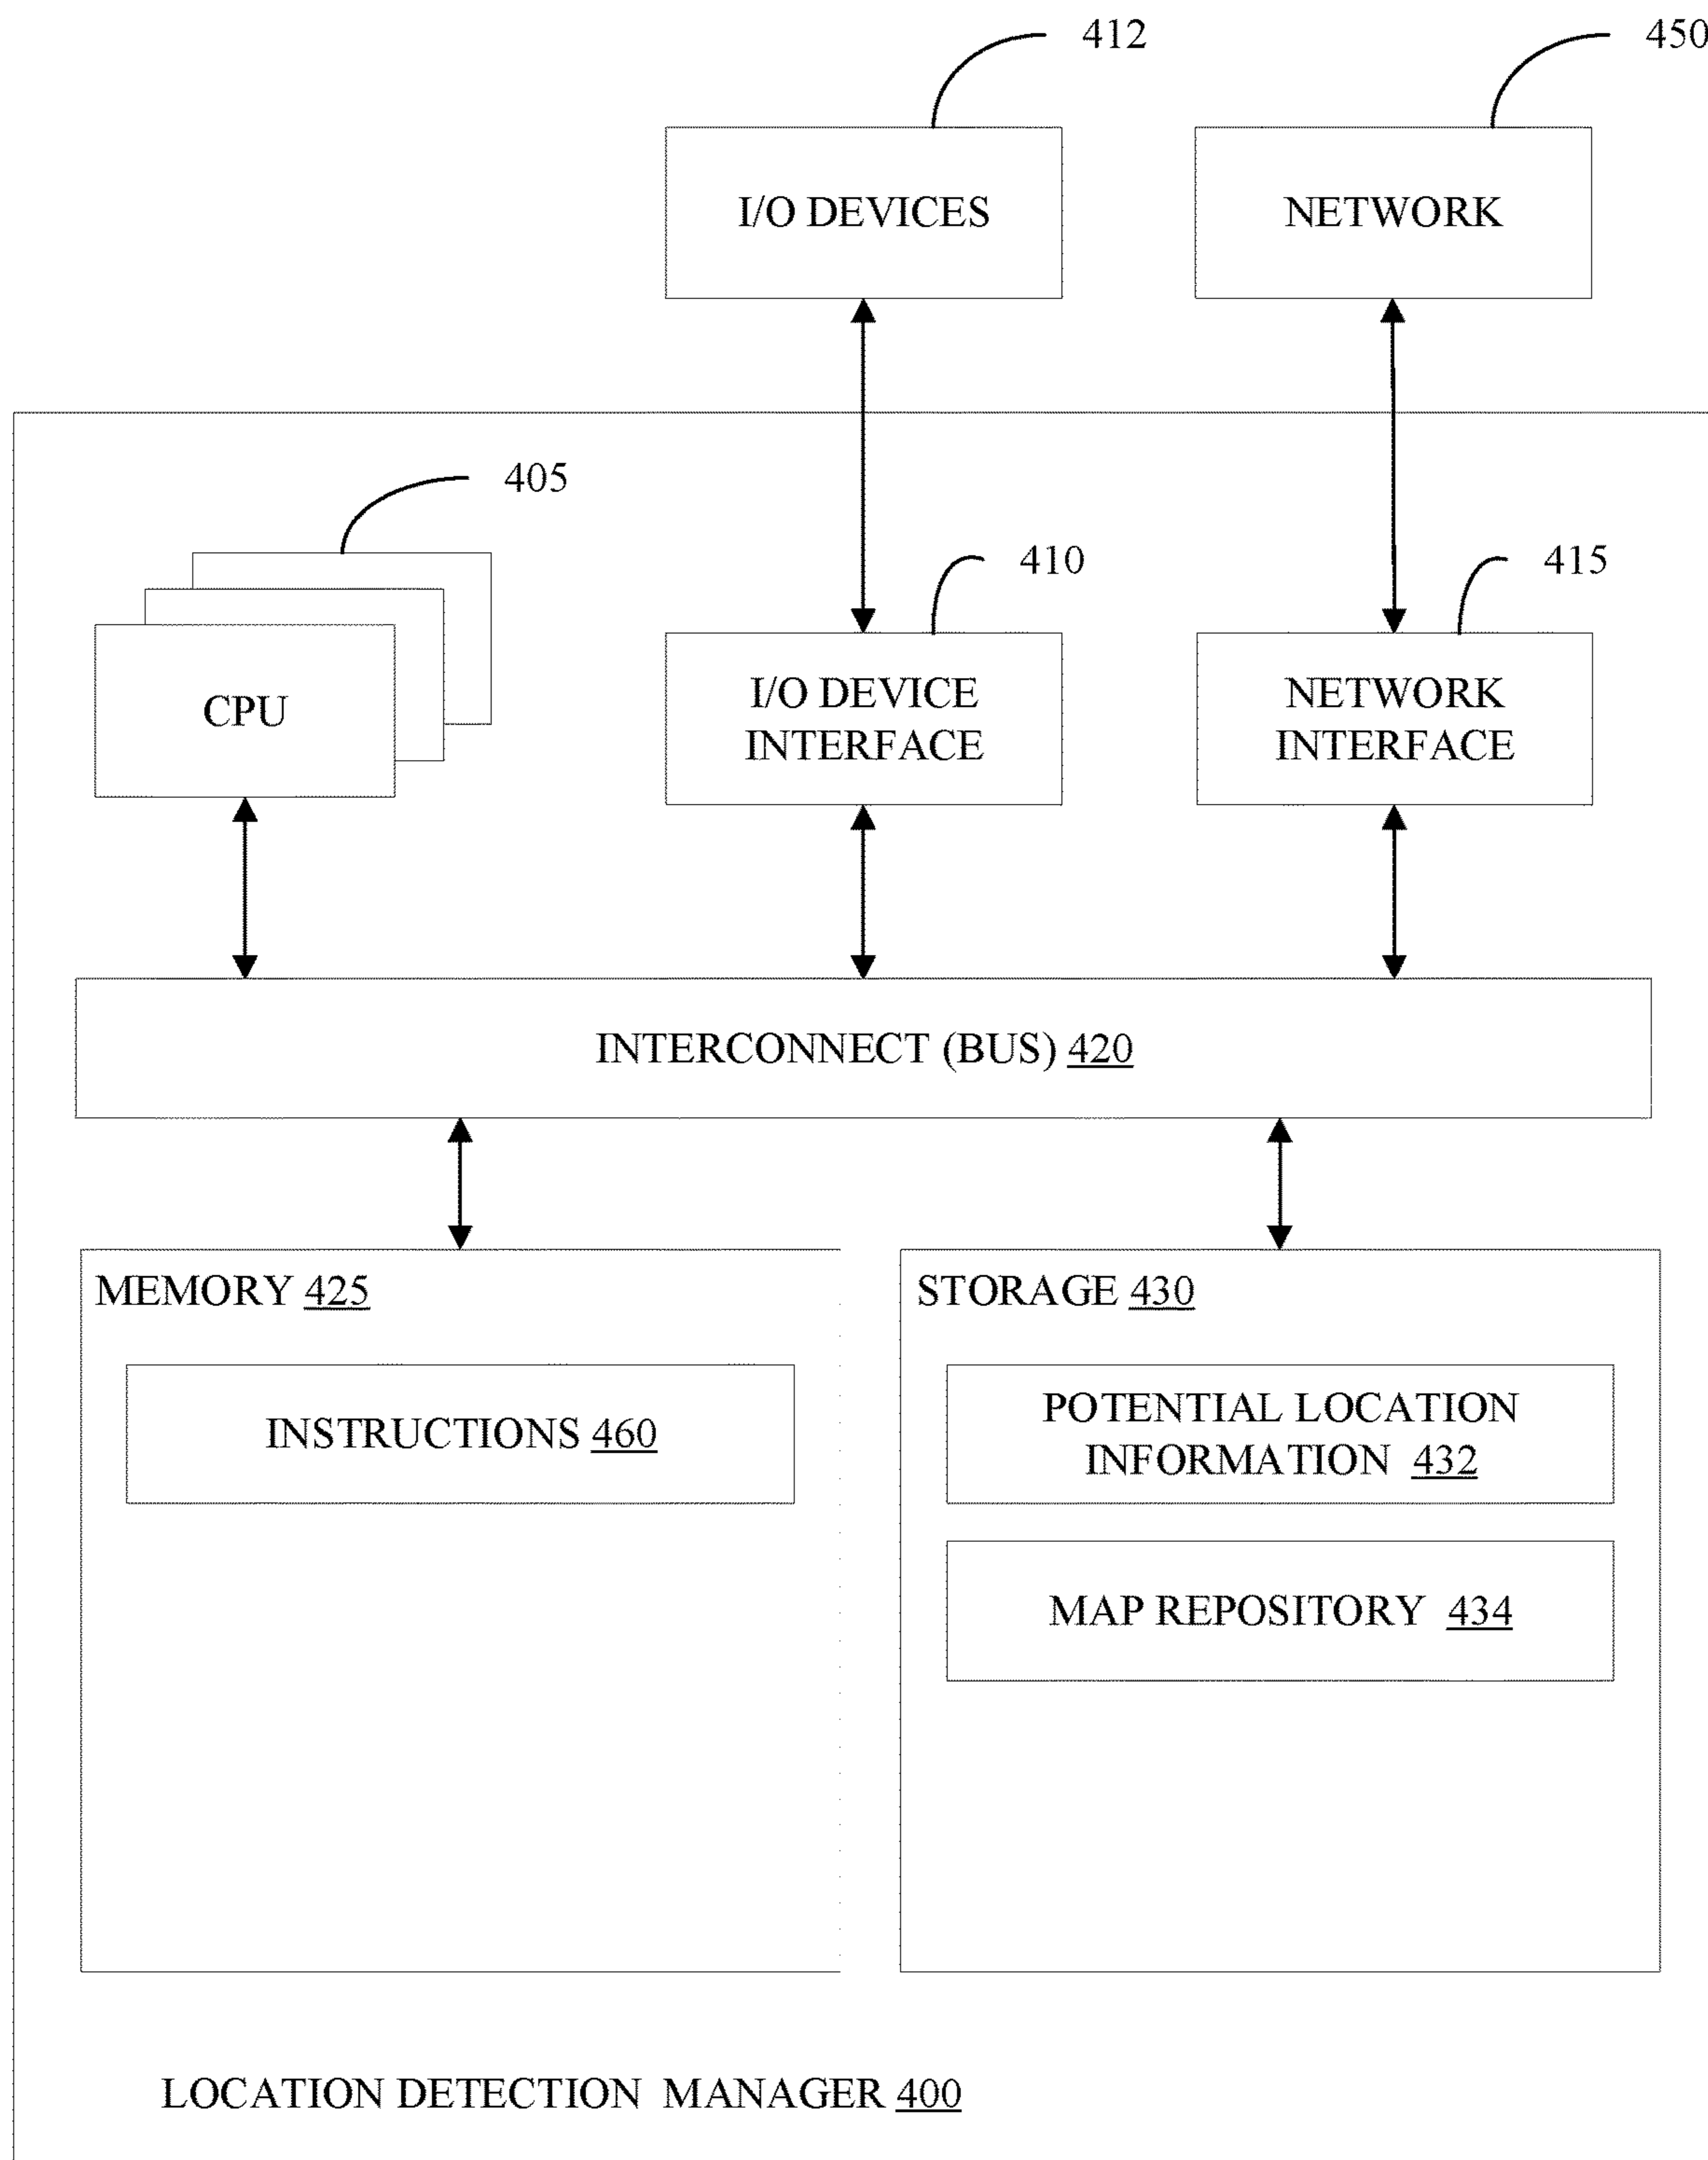 412
450
I/O DEVICES
NETWORK
405
410
415
CPU
I/O DEVICE
INTERFACE
NETWORK
INTERFACE
INTERCONNECT (BUS) 420
MEMORY 425
INSTRUCTIONS 460
STORAGE 430
POTENTIAL LOCATION
INFORMATION 432
MAP REPOSITORY 434
LOCATION DETECTION MANAGER 400